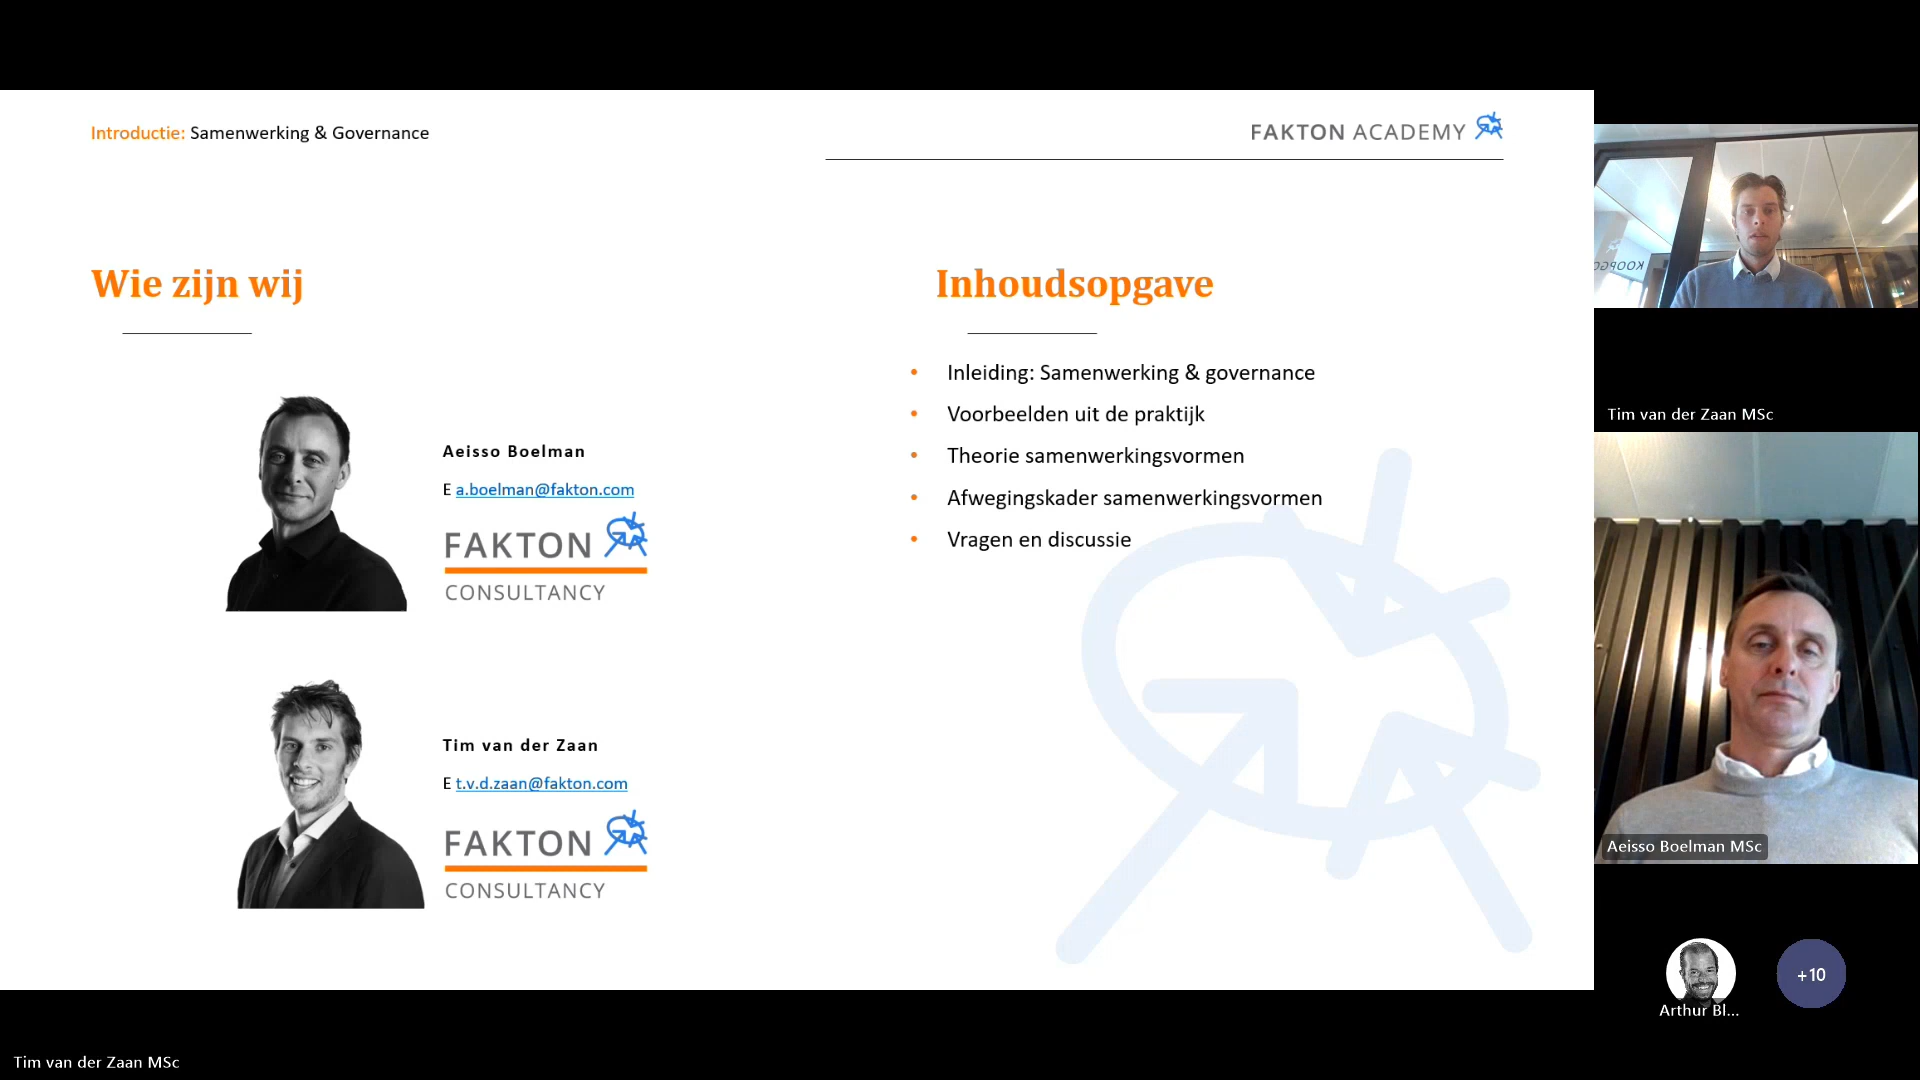 Introductie: Samenwerking & Governance
FAKTON ACADEMY
Wie zijn wij
Aeisso Boelman
E a.boelman@fakton.com
FAKTON
CONSULTANCY
Tim van der Zaan
E t.v.d.zaan@fakton.com
FAKTON
CONSULTANCY
Inhoudsopgave
• Inleiding: Samenwerking & governance
• Voorbeelden uit de praktijk
• Theorie samenwerkingsvormen
• Afwegingskader samenwerkingsvormen
• Vragen en discussie
Tim van der Zaan MSc
Aeisso Boelman MSc
Arthur Bl...
+10
Tim van der Zaan MSc